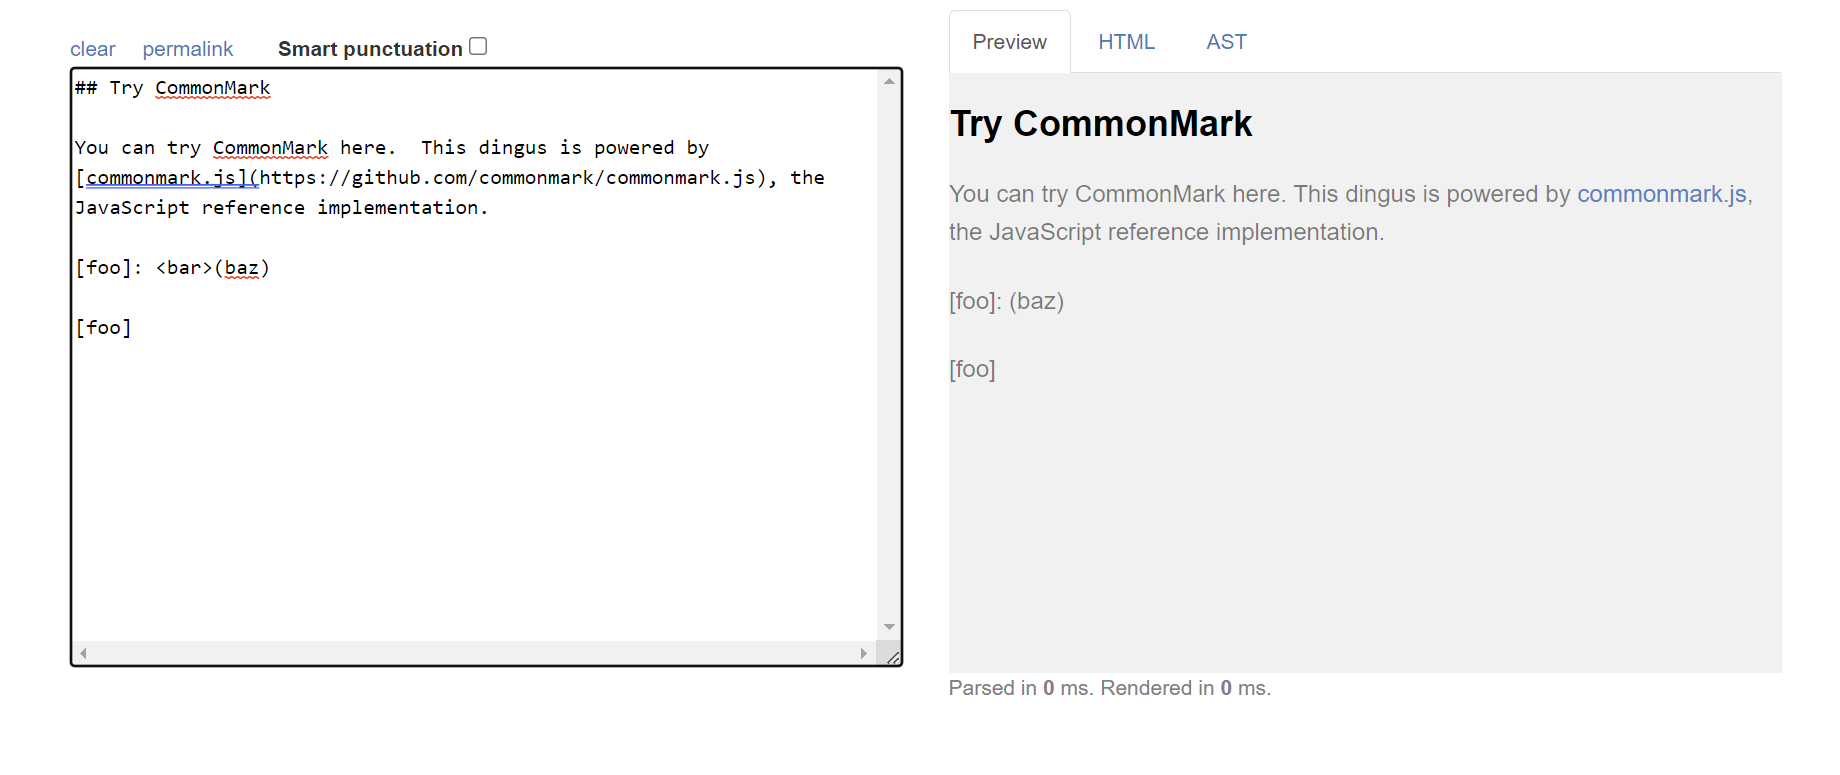 clear permalink Smart punctuation
## Try CommonMark

You can try CommonMark here.  This dingus is powered by
[commonmark.js](https://github.com/commonmark/commonmark.js), the
JavaScript reference implementation.

[foo]: <bar>(baz)

[foo]
Preview HTML AST
Try CommonMark
You can try CommonMark here. This dingus is powered by commonmark.js,
the JavaScript reference implementation.
[foo]: (baz)
[foo]
Parsed in 0 ms. Rendered in 0 ms.